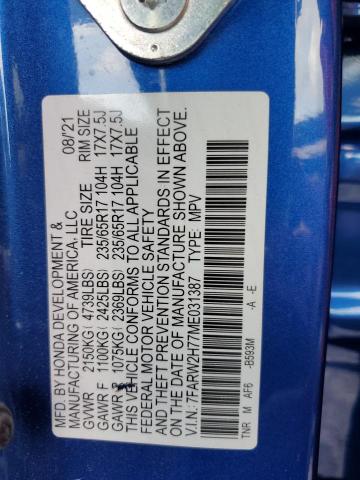 MFD. BY HONDA DEVELOPMENT & 08/21
MANUFACTURING OF AMERICA, LLC
GVWR 2150KG (4739LBS) TIRE SIZE RIM SIZE
GAWR F 1100KG (2425LBS) 235/65R17 104H 17X7.5J
GAWR R 1075KG (2369LBS) 235/65R17 104H 17X7.5J
THIS VEHICLE CONFORMS TO ALL APPLICABLE
FEDERAL MOTOR VEHICLE SAFETY
AND THEFT PREVENTION STANDARDS IN EFFECT
ON THE DATE OF MANUFACTURE SHOWN ABOVE.
V.I.N.: 7FARW2H77ME031387 TYPE: MPV
TNR M AF6 -B593M -A -E